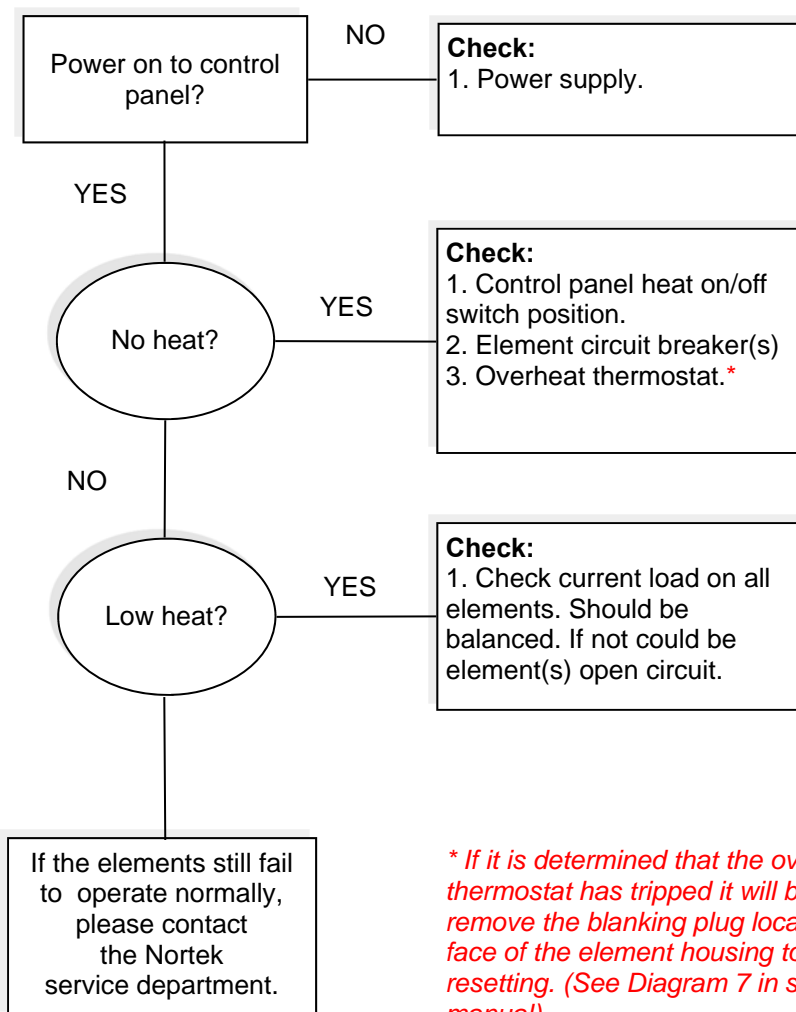 Power on to control
panel?
NO
Check:
1. Power supply.
YES
No heat?
YES
Check:
1. Control panel heat on/off
switch position.
2. Element circuit breaker(s)
3. Overheat thermostat.*
NO
Low heat?
YES
Check:
1. Check current load on all
elements. Should be
balanced. If not could be
element(s) open circuit.
If the elements still fail
to operate normally,
please contact
the Nortek
service department.
* If it is determined that the
thermostat has tripped it will
remove the blanking plug
face of the element housing
resetting. (See Diagram 7 in
manual)